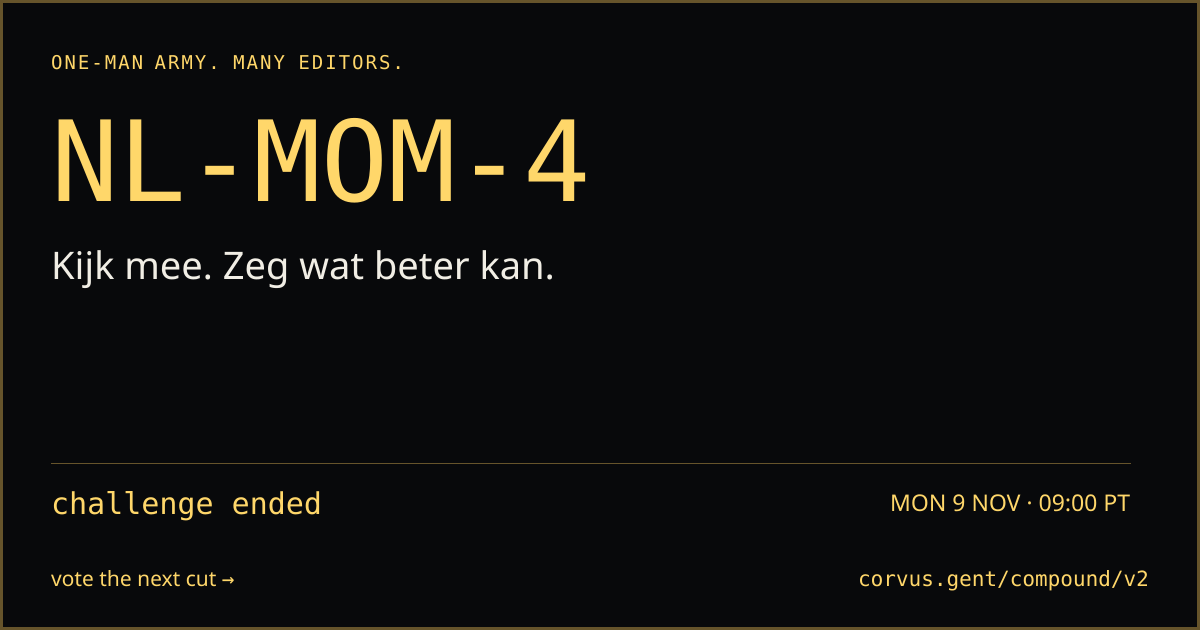 ONE-MAN ARMY. MANY EDITORS.
NL-MOM-4
Kijk mee. Zeg wat beter kan.
challenge ended
MON 9 NOV · 09:00 PT
vote the next cut →
corvus.gent/compound/v2